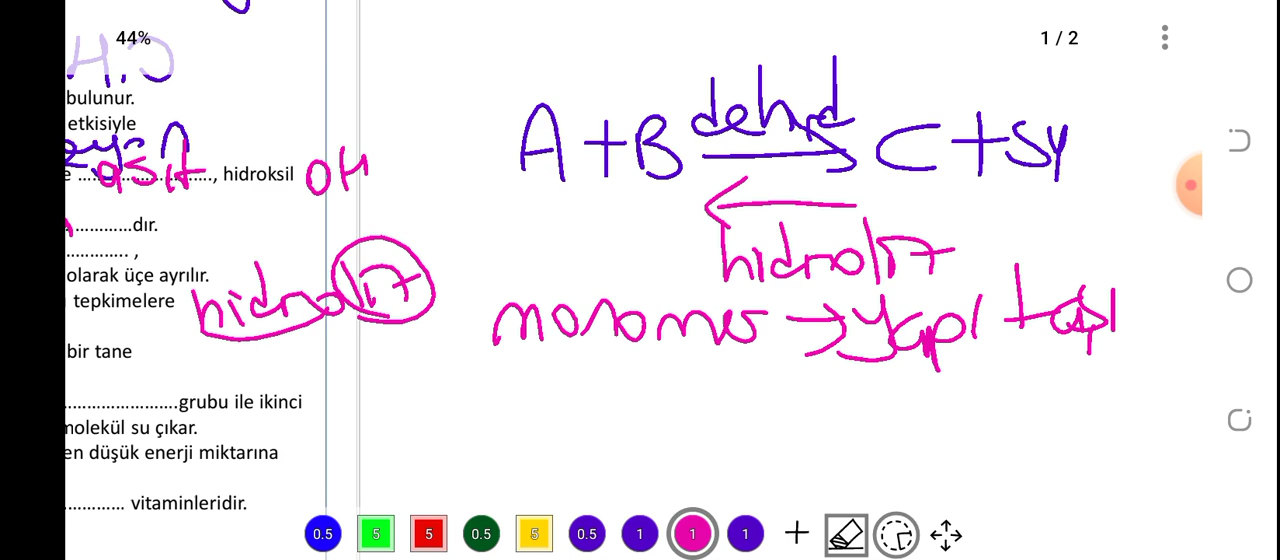 44%
1 / 2
bulunur.
etkisiyle
A + B dehid → C + Sy
asit
e ........................, hidroksil OH
............dır.
.............. ,
hidroliz
olarak üçe ayrılır.
tepkimelere
hidroliz
monomer → yapı taşı
bir tane
........................grubu ile ikinci
molekül su çıkar.
en düşük enerji miktarına
............. vitaminleridir.
0.5 5 5 0.5 5 0.5 1 1 1